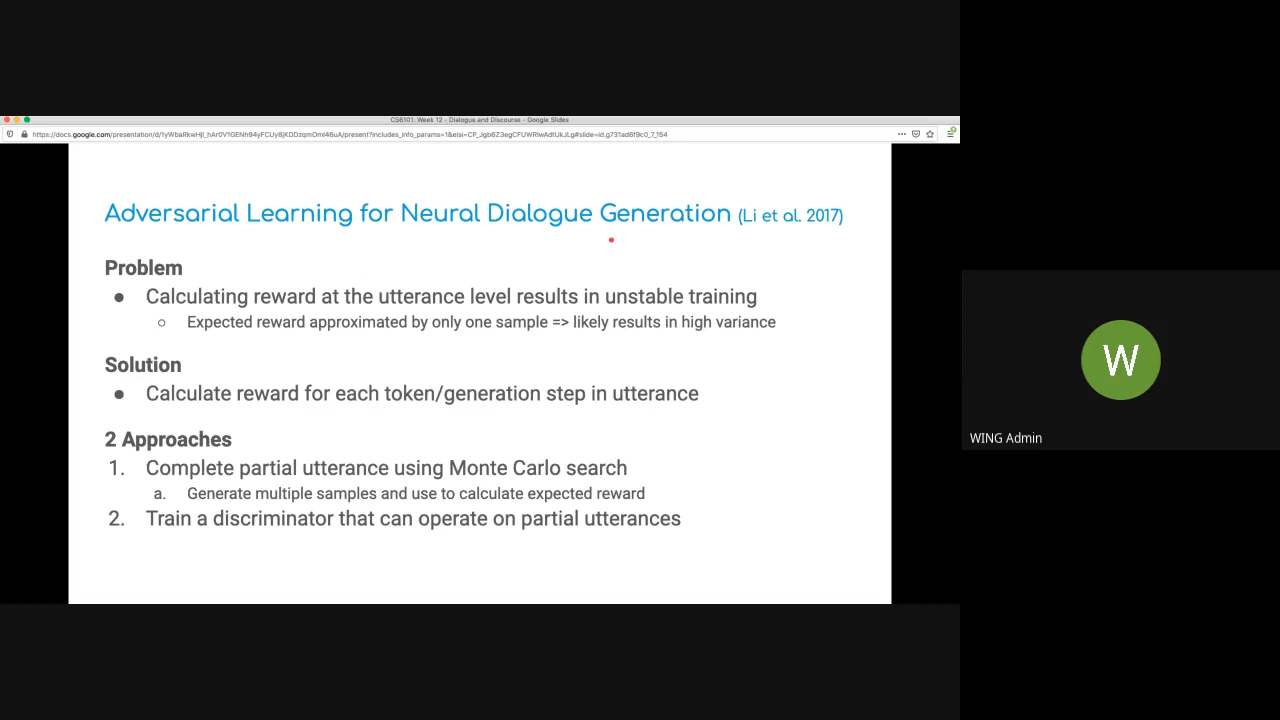 CS6101: Week 12 - Dialogue and Discourse - Google Slides
Adversarial Learning for Neural Dialogue Generation (Li et al. 2017)
Problem
● Calculating reward at the utterance level results in unstable training
○ Expected reward approximated by only one sample => likely results in high variance
Solution
● Calculate reward for each token/generation step in utterance
2 Approaches
1. Complete partial utterance using Monte Carlo search
a. Generate multiple samples and use to calculate expected reward
2. Train a discriminator that can operate on partial utterances
W
WING Admin